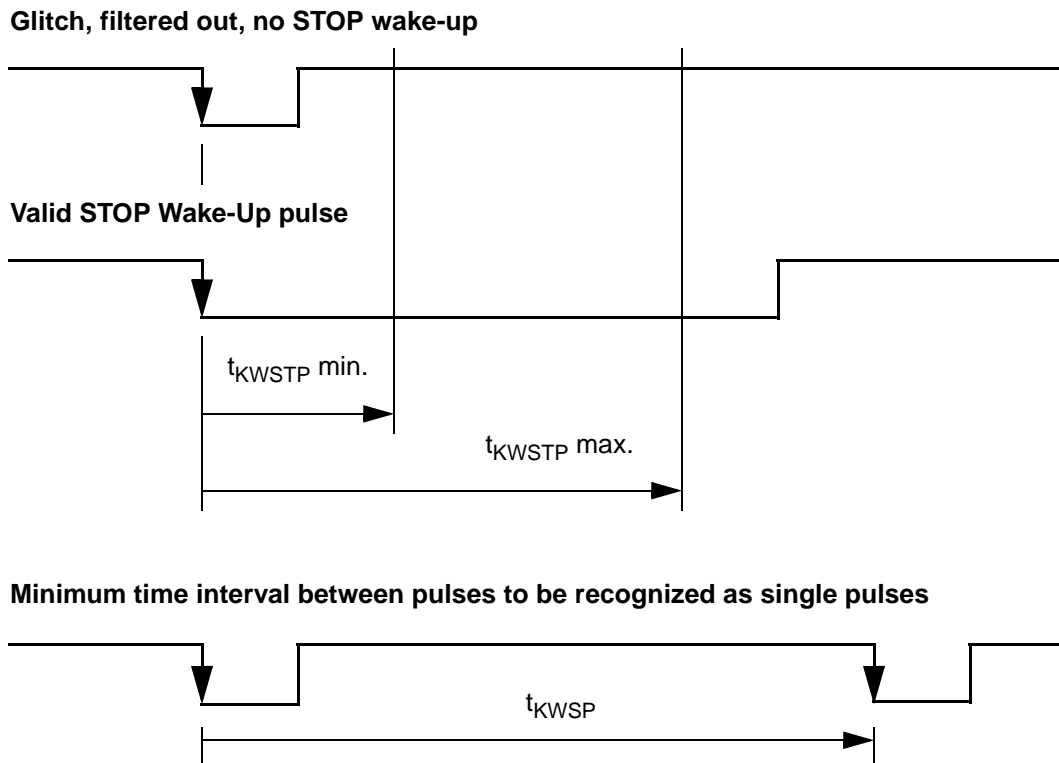 Glitch, filtered out, no STOP wake-up
Valid STOP Wake-Up pulse
tKWSTP min.
tKWSTP max.
Minimum time interval between pulses to be recognized as single pulses
tKWSP